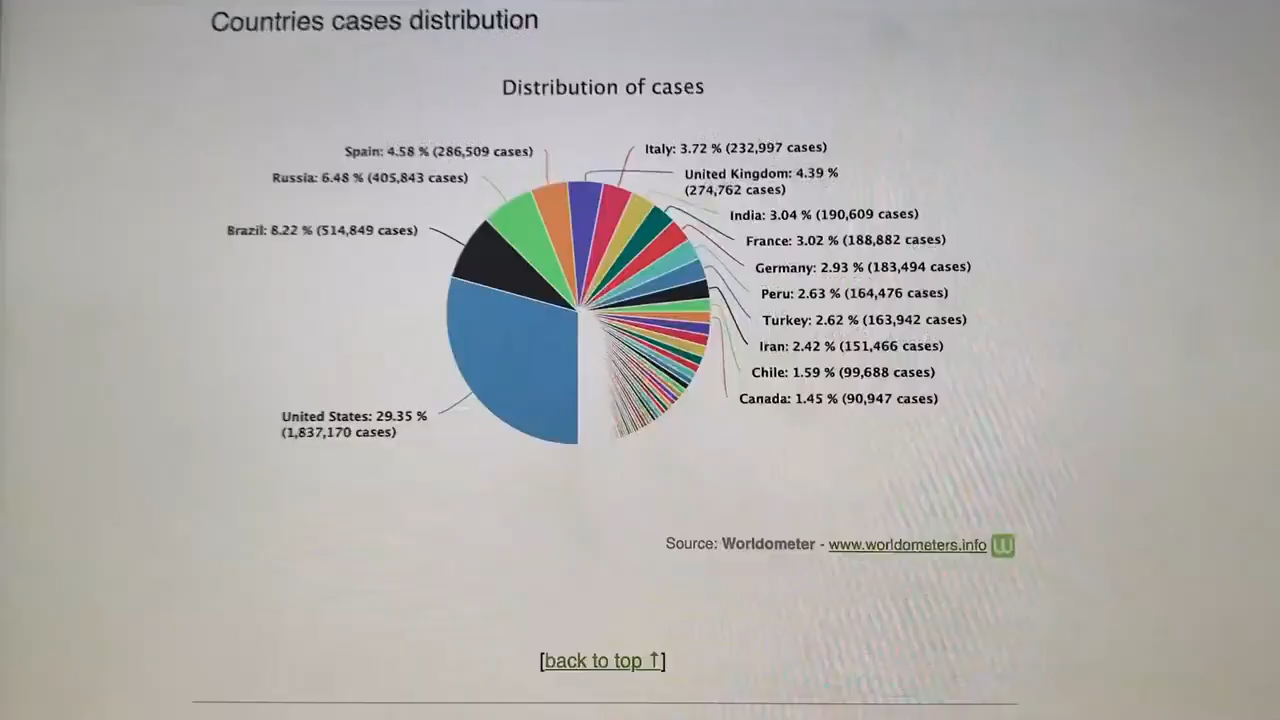 Countries cases distribution
Distribution of cases
Spain: 4.58 % (286,509 cases)
Italy: 3.72 % (232,997 cases)
Russia: 6.48 % (405,843 cases)
United Kingdom: 4.39 %
(274,762 cases)
India: 3.04 % (190,609 cases)
Brazil: 8.22 % (514,849 cases)
France: 3.02 % (188,882 cases)
Germany: 2.93 % (183,494 cases)
Peru: 2.63 % (164,476 cases)
Turkey: 2.62 % (163,942 cases)
Iran: 2.42 % (151,466 cases)
Chile: 1.59 % (99,688 cases)
Canada: 1.45 % (90,947 cases)
United States: 29.35 %
(1,837,170 cases)
Source: Worldometer - www.worldometers.info
[back to top ↑]